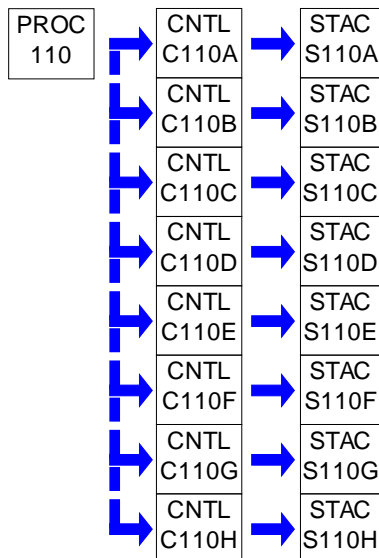 PROC
110
CNTL
C110A
STAC
S110A
CNTL
C110B
STAC
S110B
CNTL
C110C
STAC
S110C
CNTL
C110D
STAC
S110D
CNTL
C110E
STAC
S110E
CNTL
C110F
STAC
S110F
CNTL
C110G
STAC
S110G
CNTL
C110H
STAC
S110H